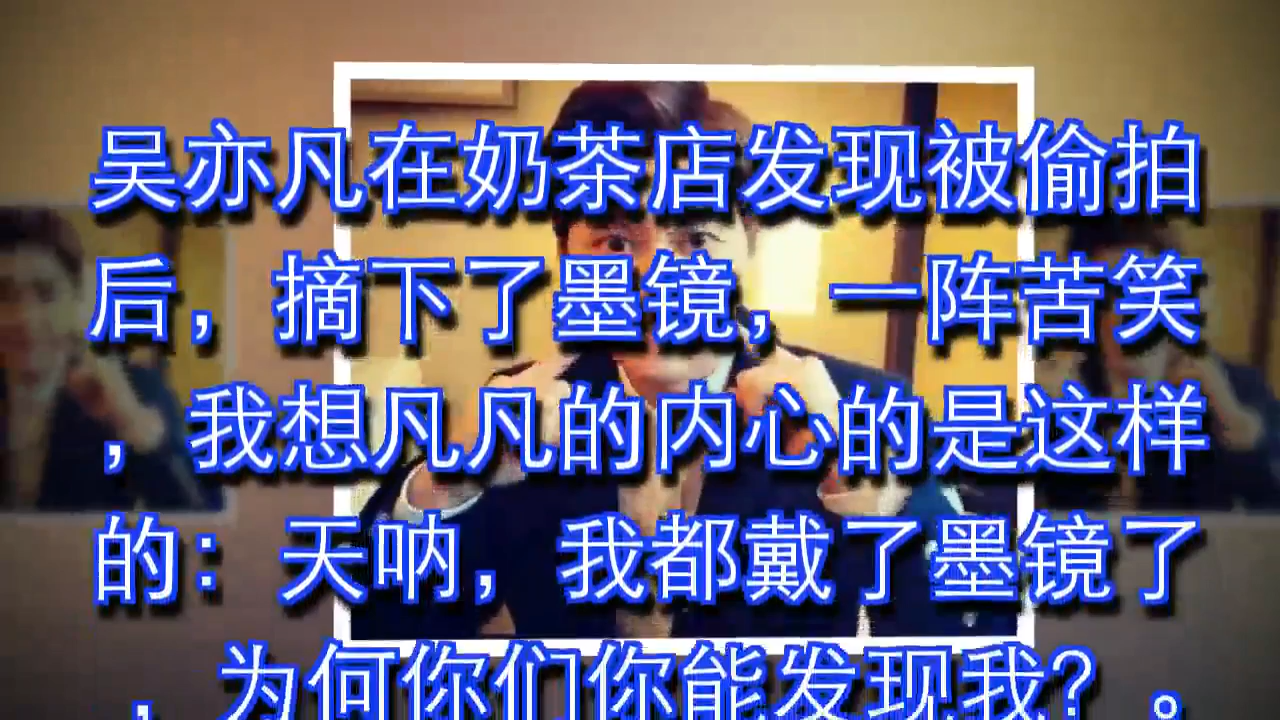 吴亦凡在奶茶店发现被偷拍
后，摘下了墨镜，一阵苦笑
，我想凡凡的内心的是这样
的：天呐，我都戴了墨镜了
，为何你们你能发现我？。